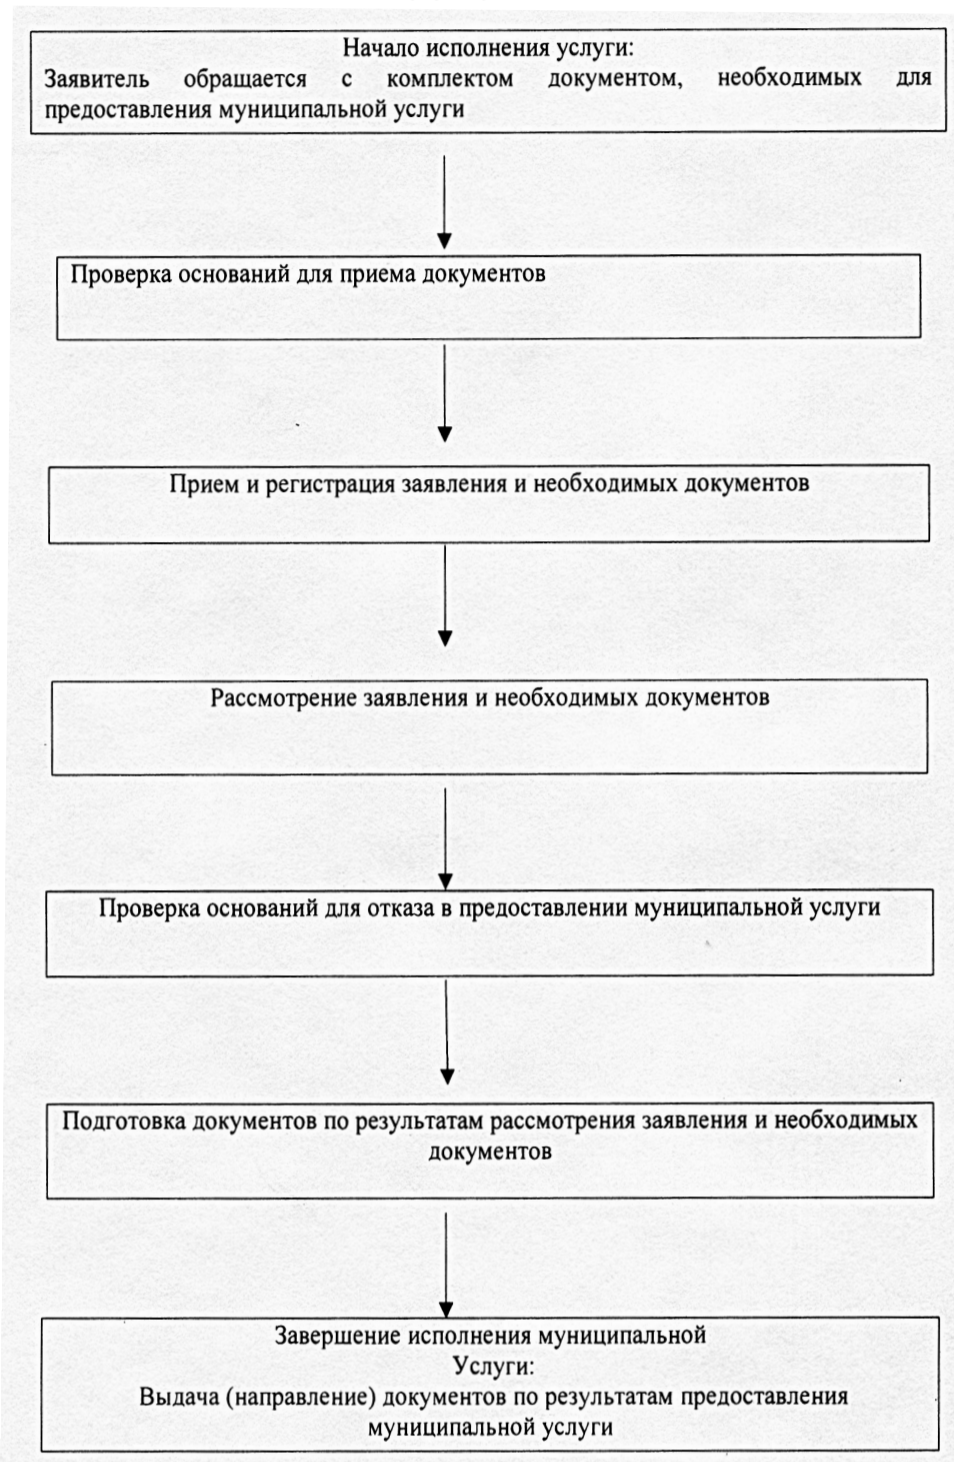 Начало исполнения услуги:
Заявитель обращается с комплектом документом, необходимых для
предоставления муниципальной услуги
Проверка оснований для приема документов
Прием и регистрация заявления и необходимых документов
Рассмотрение заявления и необходимых документов
Проверка оснований для отказа в предоставлении муниципальной услуги
Подготовка документов по результатам рассмотрения заявления и необходимых
документов
Завершение исполнения муниципальной
Услуги:
Выдача (направление) документов по результатам предоставления
муниципальной услуги